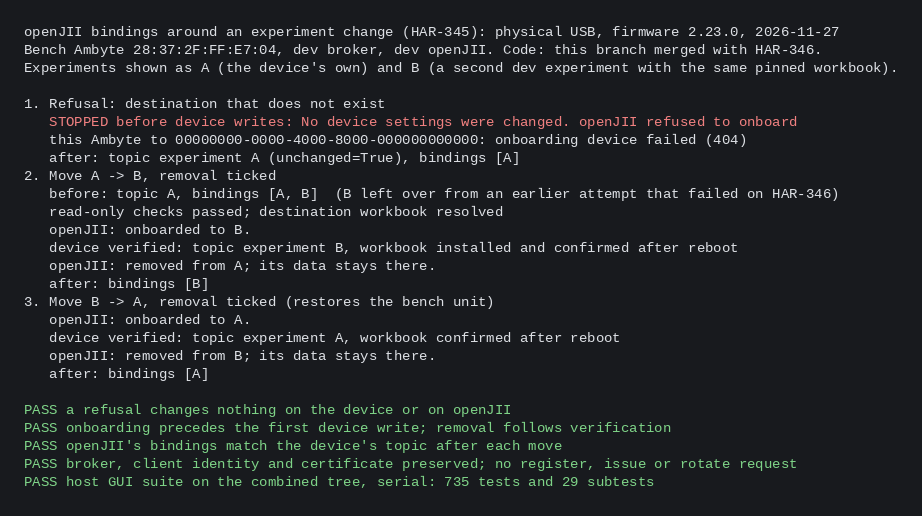 openJII bindings around an experiment change (HAR-345): physical USB, firmware 2.23.0, 2026-11-27
Bench Ambyte 28:37:2F:FF:E7:04, dev broker, dev openJII. Code: this branch merged with HAR-346.
Experiments shown as A (the device's own) and B (a second dev experiment with the same pinned workbook).
1. Refusal: destination that does not exist
STOPPED before device writes: No device settings were changed. openJII refused to onboard
this Ambyte to 00000000-0000-4000-8000-000000000000: onboarding device failed (404)
after: topic experiment A (unchanged=True), bindings [A]
2. Move A -> B, removal ticked
before: topic A, bindings [A, B]  (B left over from an earlier attempt that failed on HAR-346)
read-only checks passed; destination workbook resolved
openJII: onboarded to B.
device verified: topic experiment B, workbook installed and confirmed after reboot
openJII: removed from A; its data stays there.
after: bindings [B]
3. Move B -> A, removal ticked (restores the bench unit)
openJII: onboarded to A.
device verified: topic experiment A, workbook confirmed after reboot
openJII: removed from B; its data stays there.
after: bindings [A]
PASS a refusal changes nothing on the device or on openJII
PASS onboarding precedes the first device write; removal follows verification
PASS openJII's bindings match the device's topic after each move
PASS broker, client identity and certificate preserved; no register, issue or rotate request
PASS host GUI suite on the combined tree, serial: 735 tests and 29 subtests